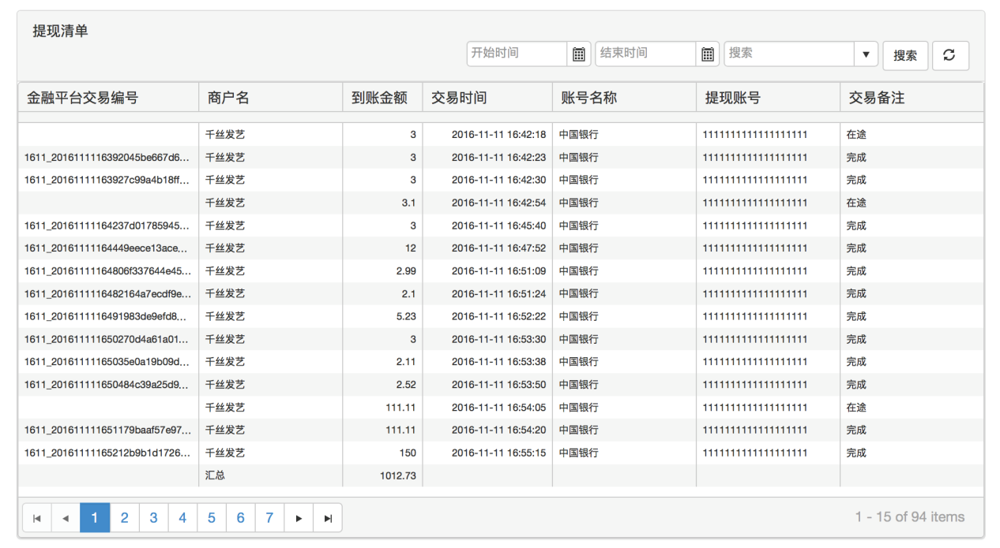 提现清单
开始时间 结束时间 搜索 搜索
金融平台交易编号 商户名 到账金额 交易时间 账号名称 提现账号 交易备注
千丝发艺 3 2016-11-11 16:42:18 中国银行 1111111111111111111 在途
1611_2016111116392045be667d6... 千丝发艺 3 2016-11-11 16:42:23 中国银行 1111111111111111111 完成
1611_20161111163927c99a4b18ff... 千丝发艺 3 2016-11-11 16:42:30 中国银行 1111111111111111111 完成
千丝发艺 3.1 2016-11-11 16:42:54 中国银行 1111111111111111111 在途
1611_20161111164237d01785945... 千丝发艺 3 2016-11-11 16:45:40 中国银行 1111111111111111111 完成
1611_20161111164449eece13ace... 千丝发艺 12 2016-11-11 16:47:52 中国银行 1111111111111111111 完成
1611_20161111164806f337644e45... 千丝发艺 2.99 2016-11-11 16:51:09 中国银行 1111111111111111111 完成
1611_2016111116482164a7ecdf9e... 千丝发艺 2.1 2016-11-11 16:51:24 中国银行 1111111111111111111 完成
1611_2016111116491983de9efd8... 千丝发艺 5.23 2016-11-11 16:52:22 中国银行 1111111111111111111 完成
1611_201611111650270d4a61a01... 千丝发艺 3 2016-11-11 16:53:30 中国银行 1111111111111111111 完成
1611_20161111165035e0a19b09d... 千丝发艺 2.11 2016-11-11 16:53:38 中国银行 1111111111111111111 完成
1611_201611111650484c39a25d9... 千丝发艺 2.52 2016-11-11 16:53:50 中国银行 1111111111111111111 完成
千丝发艺 111.11 2016-11-11 16:54:05 中国银行 1111111111111111111 在途
1611_201611111651179baaf57e97... 千丝发艺 111.11 2016-11-11 16:54:20 中国银行 1111111111111111111 完成
1611_20161111165212b9b1d1726... 千丝发艺 150 2016-11-11 16:55:15 中国银行 1111111111111111111 完成
汇总 1012.73
1 2 3 4 5 6 7 1 - 15 of 94 items